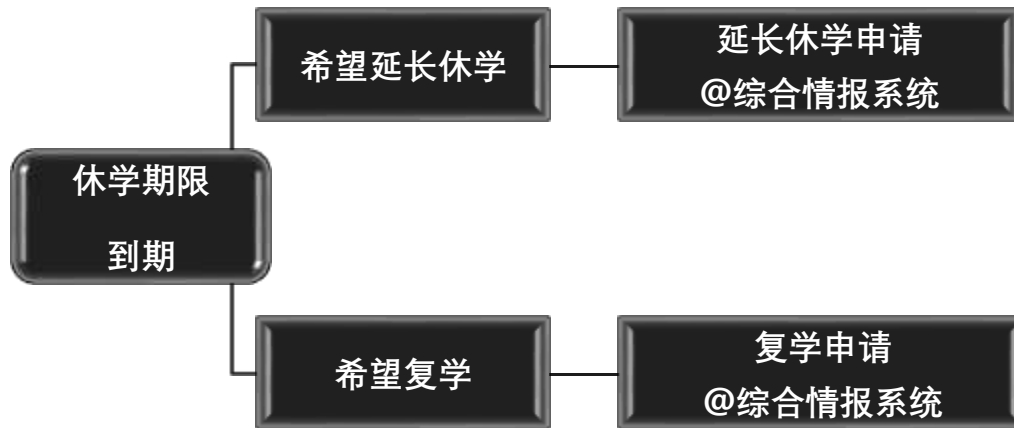 希望延长休学
延长休学申请
@综合情报系统
休学期限
到期
希望复学
复学申请
@综合情报系统